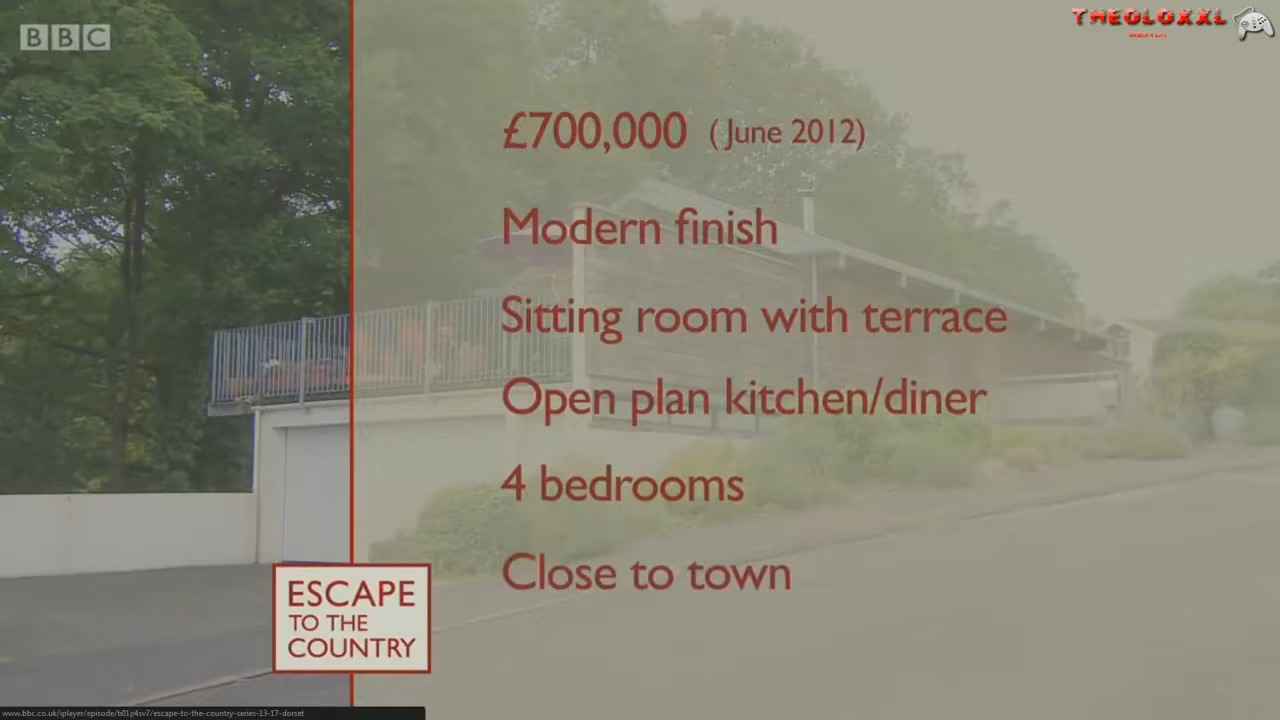 BBC
THEOLOXXL
£700,000 (June 2012)
Modern finish
Sitting room with terrace
Open plan kitchen/diner
4 bedrooms
Close to town
ESCAPE
TO THE
COUNTRY
www.bbc.co.uk/iplayer/episode/b01p4sv7/escape-to-the-country-series-13-17-dorset